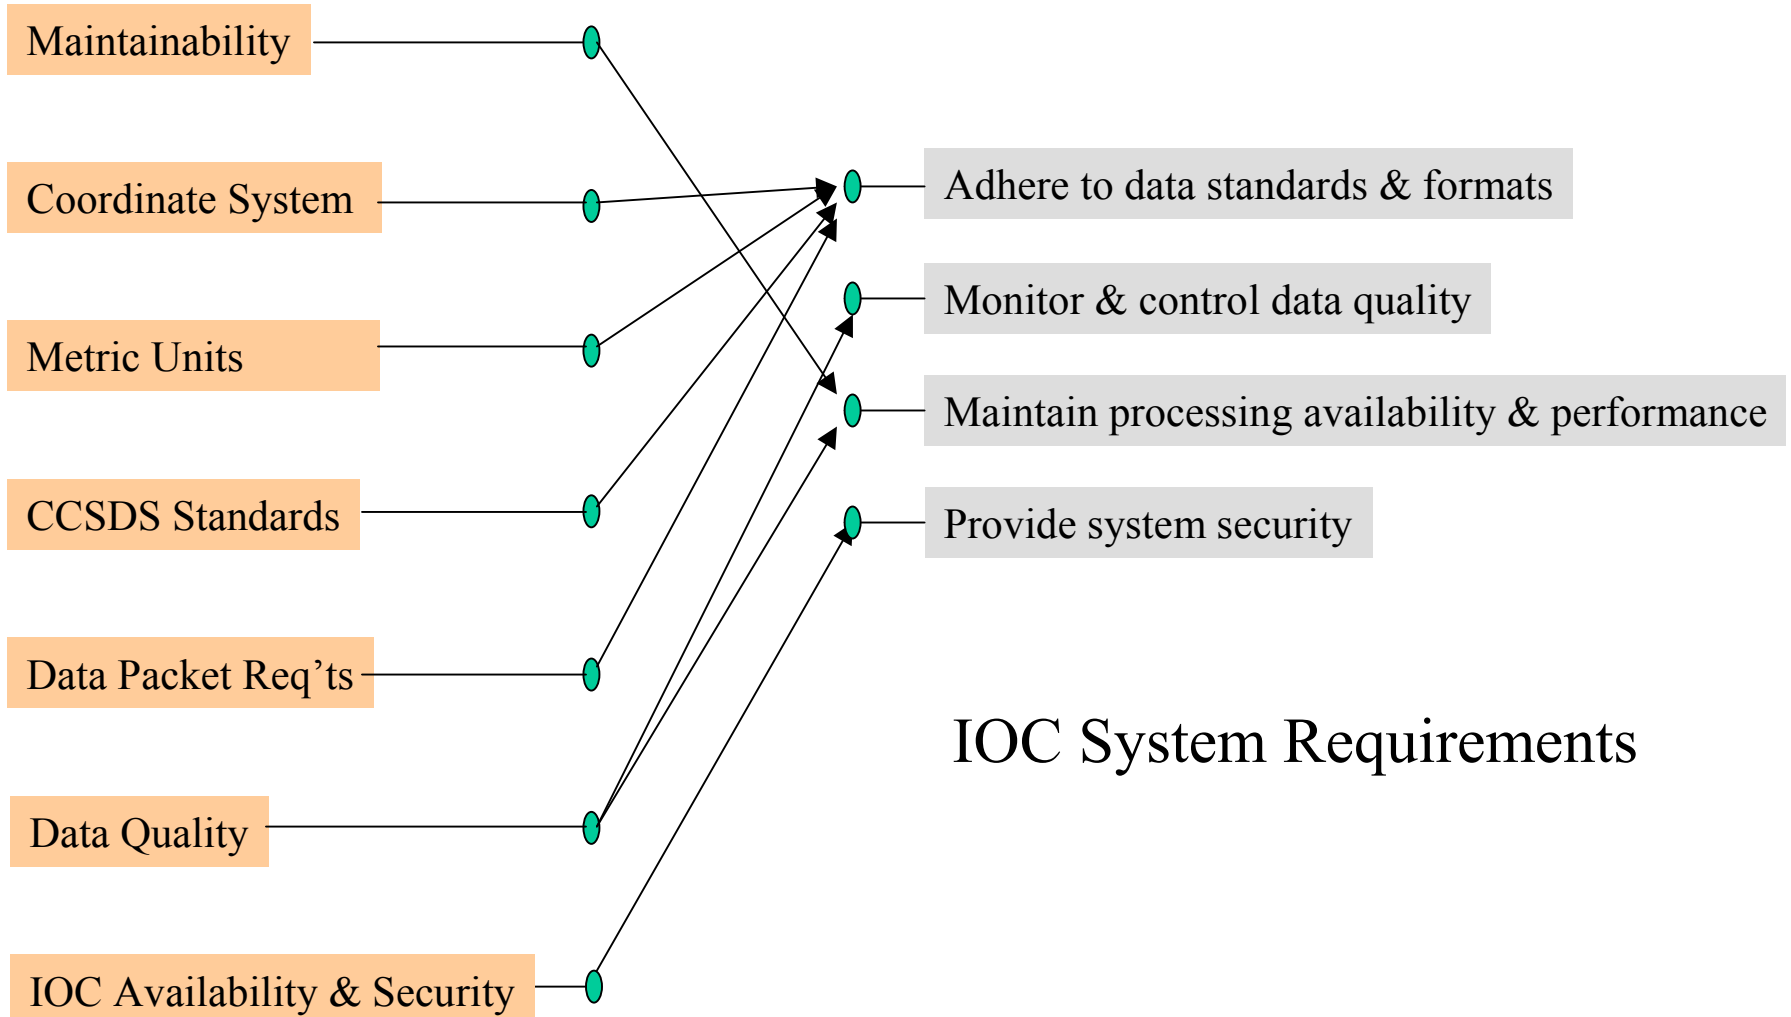 Maintainability
Coordinate System
Metric Units
CCSDS Standards
Data Packet Req’ts
Data Quality
IOC Availability & Security
Adhere to data standards & formats
Monitor & control data quality
Maintain processing availability & performance
Provide system security
IOC System Requirements